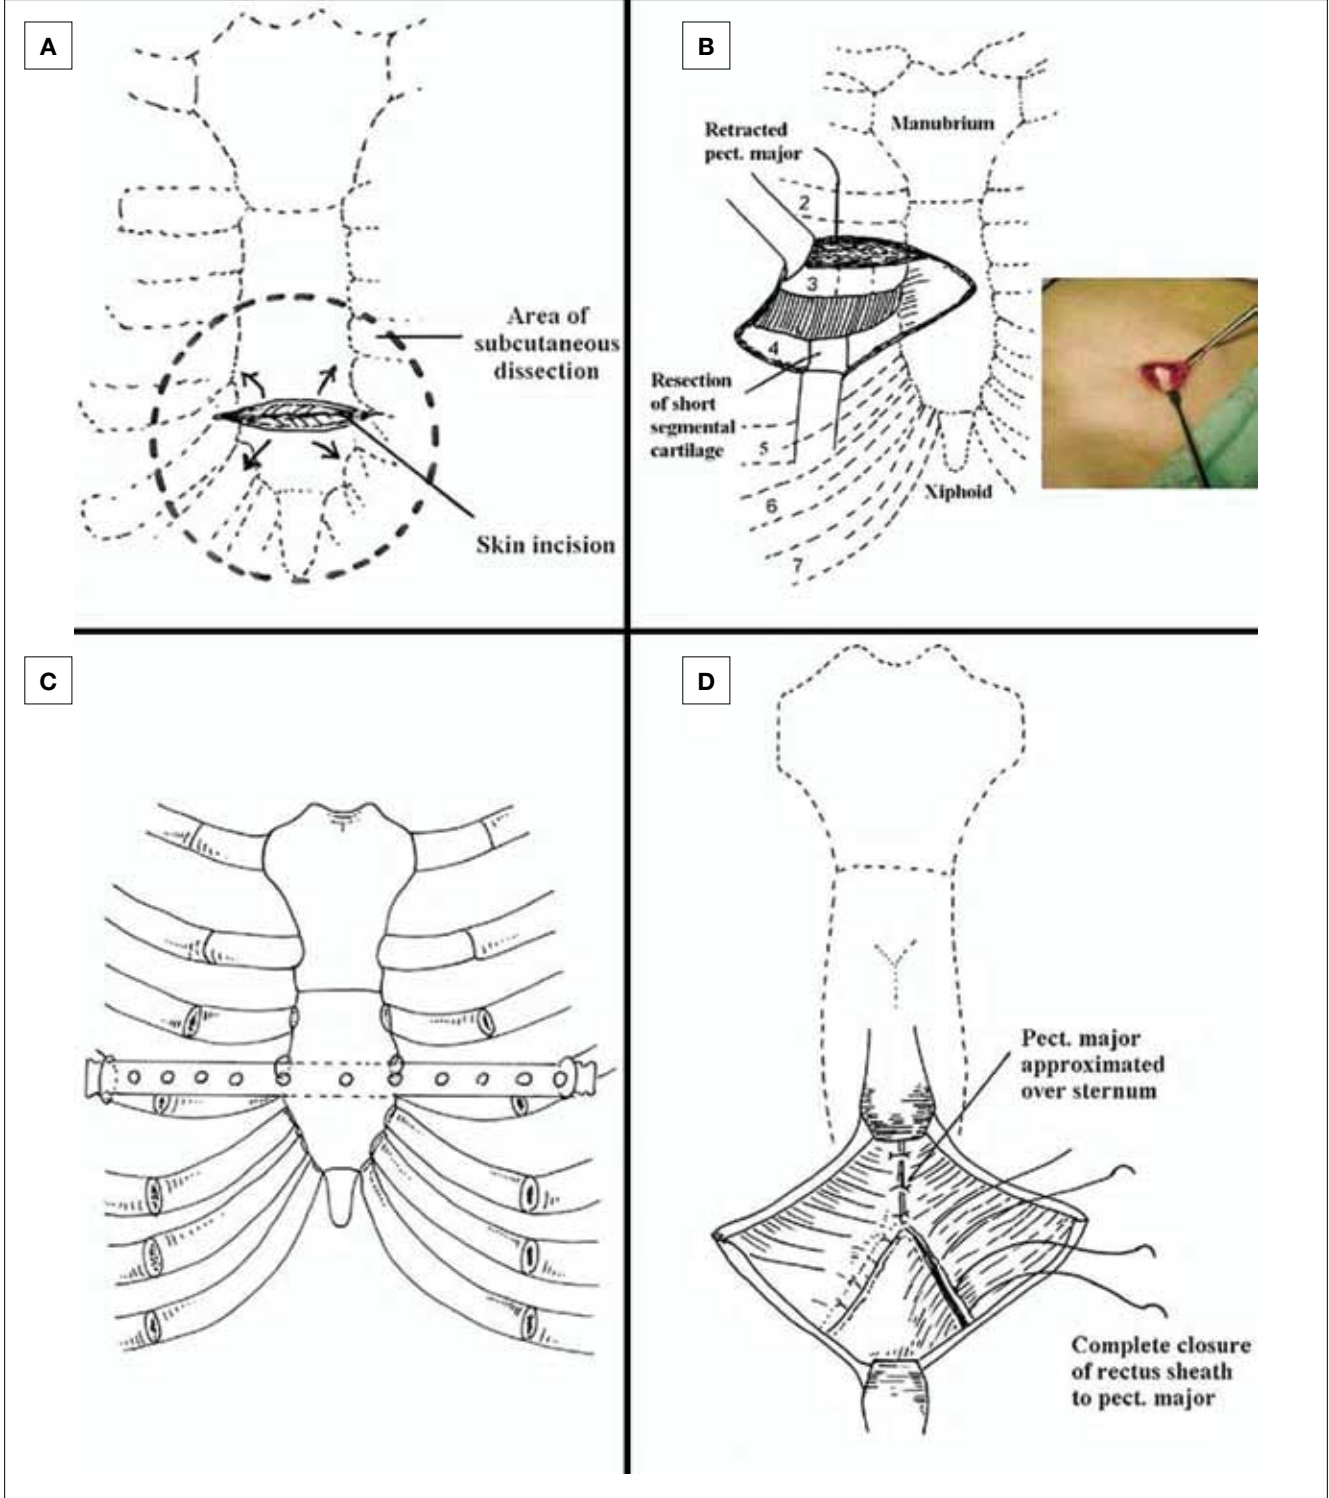 A
Area of
subcutaneous
dissection
Skin incision
B
Manubrium
Retracted
pect. major
2
3
4
Resection
of short
segmental
cartilage
5
6
7
Xiphoid
C
D
Pect. major
approximated
over sternum
Complete closure
of rectus sheath
to pect. major